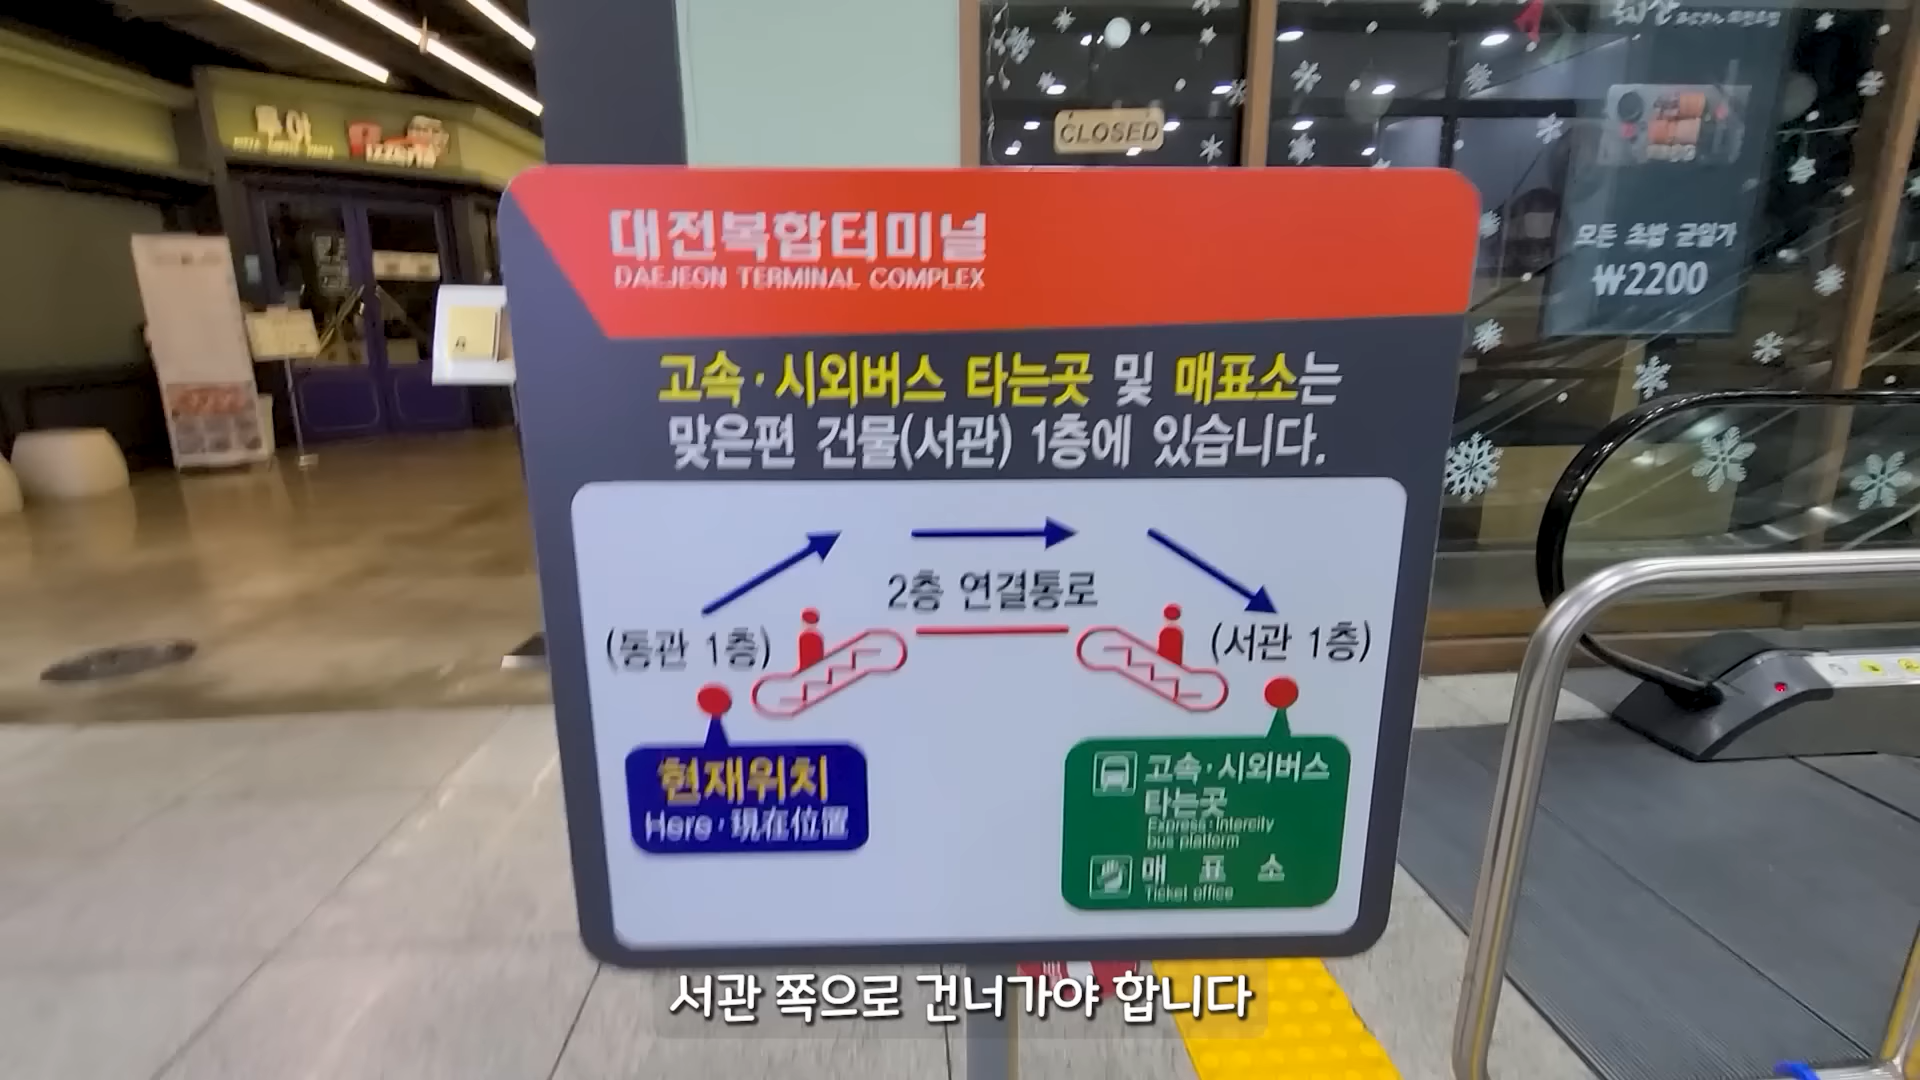 투야
CLOSED
모든 초밥 균일가
₩2200
대전복합터미널
DAEJEON TERMINAL COMPLEX
고속·시외버스 타는곳 및 매표소는
맞은편 건물(서관) 1층에 있습니다.
2층 연결통로
(동관 1층)
(서관 1층)
현재위치
Here·現在位置
고속·시외버스
타는곳
Express·Intercity
bus platform
매 표 소
Ticket office
서관 쪽으로 건너가야 합니다